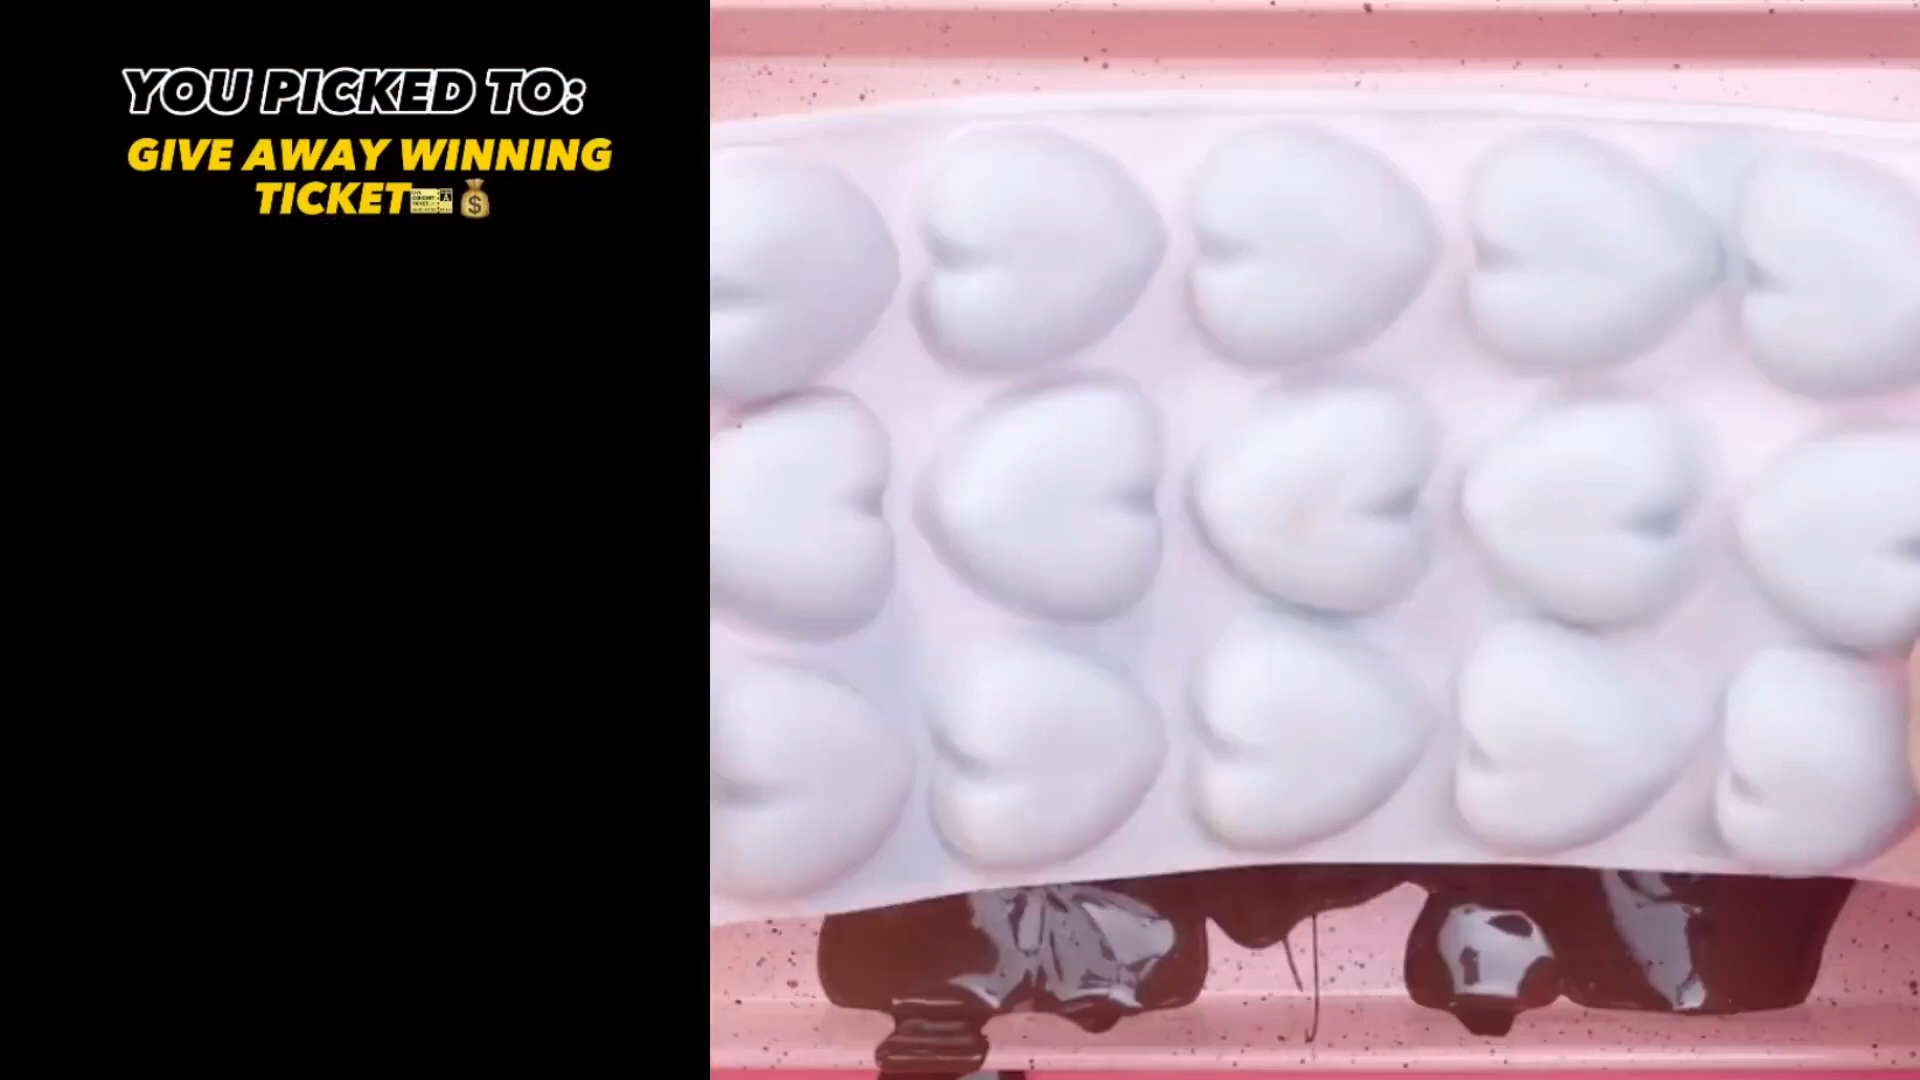 YOU PICKED TO:
GIVE AWAY WINNING
TICKET🎫💰